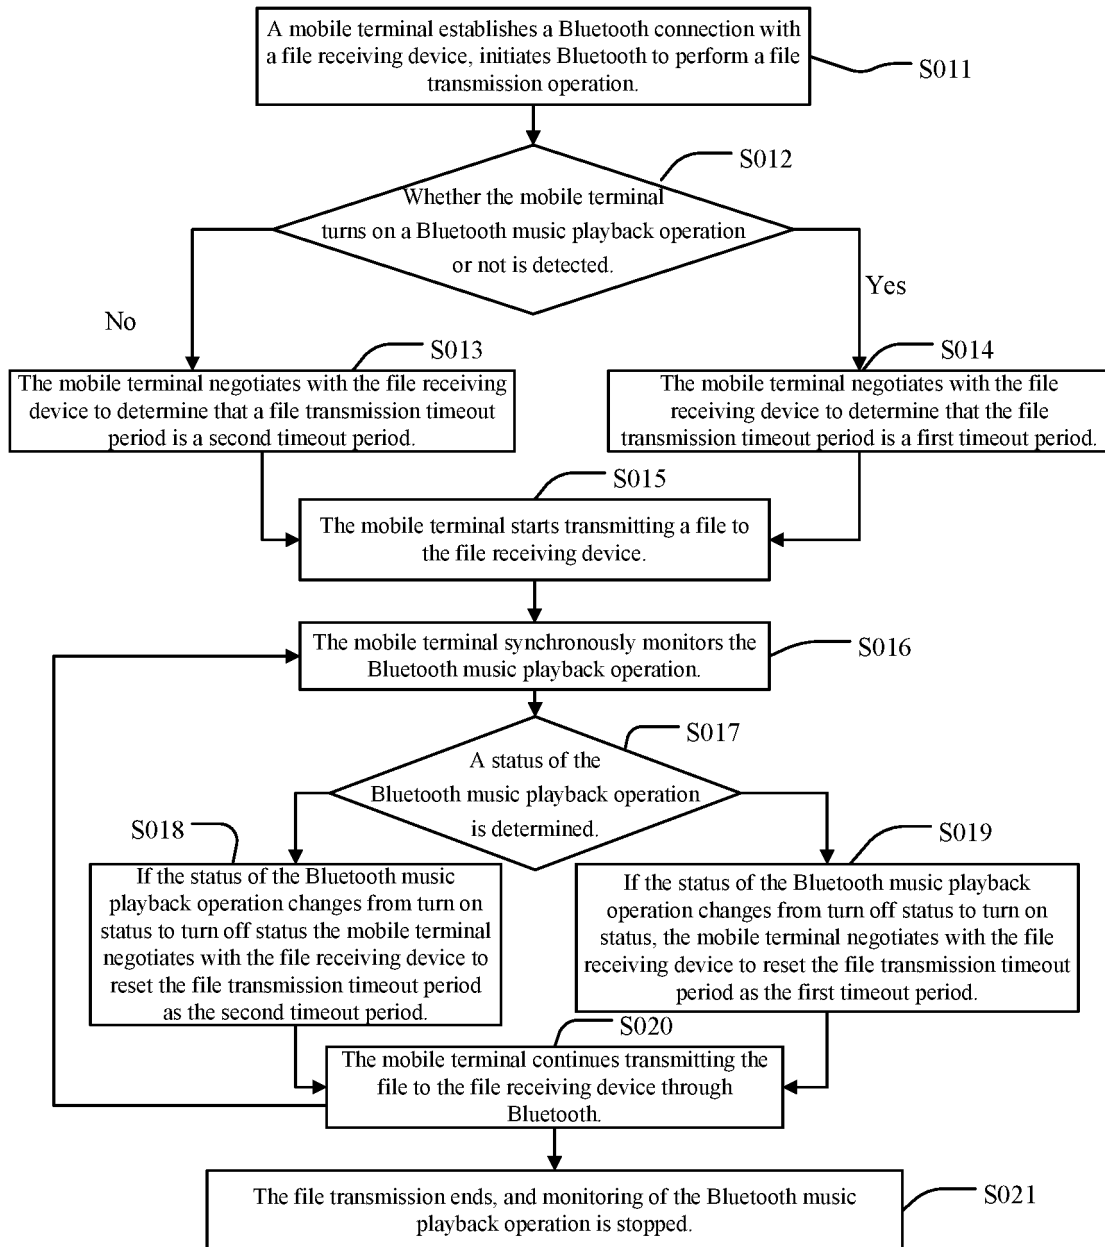 A mobile terminal establishes a Bluetooth connection with
a file receiving device, initiates Bluetooth to perform a file
transmission operation.
S011
S012
Whether the mobile terminal
turns on a Bluetooth music playback operation
or not is detected.
No
Yes
S013
The mobile terminal negotiates with the file receiving
device to determine that a file transmission timeout
period is a second timeout period.
S014
The mobile terminal negotiates with the file
receiving device to determine that the file
transmission timeout period is a first timeout period.
S015
The mobile terminal starts transmitting a file to
the file receiving device.
The mobile terminal synchronously monitors the
Bluetooth music playback operation.
S016
S017
A status of the
Bluetooth music playback operation
is determined.
S018
If the status of the Bluetooth music
playback operation changes from turn on
status to turn off status the mobile terminal
negotiates with the file receiving device to
reset the file transmission timeout period
as the second timeout period.
S019
If the status of the Bluetooth music playback
operation changes from turn off status to turn on
status, the mobile terminal negotiates with the file
receiving device to reset the file transmission timeout
period as the first timeout period.
S020
The mobile terminal continues transmitting the
file to the file receiving device through
Bluetooth.
The file transmission ends, and monitoring of the Bluetooth music
playback operation is stopped.
S021